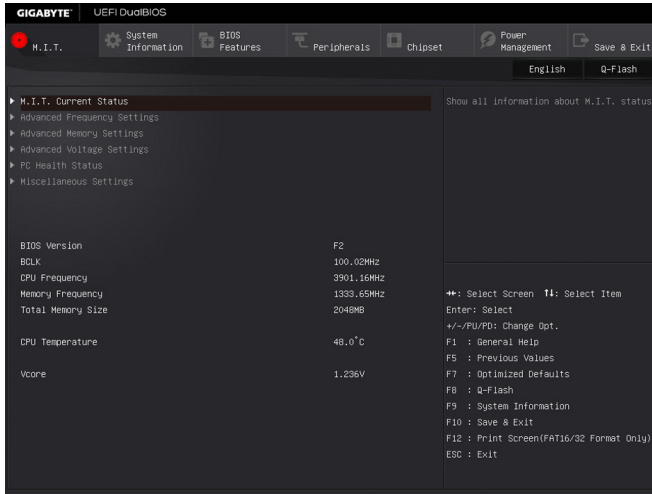 GIGABYTE™ UEFI DualBIOS
M.I.T.
System Information
BIOS Features
Peripherals
Chipset
Power Management
Save & Exit
English Q-Flash
M.I.T. Current Status
Advanced Frequency Settings
Advanced Memory Settings
Advanced Voltage Settings
PC Health Status
Miscellaneous Settings
Show all information about M.I.T. status
BIOS Version F2
BCLK 100.02MHz
CPU Frequency 3901.16MHz
Memory Frequency 1333.65MHz
Total Memory Size 2048MB
CPU Temperature 48.0°C
Vcore 1.236V
→←: Select Screen ↑↓: Select Item
Enter: Select
+/-/PU/PD: Change Opt.
F1 : General Help
F5 : Previous Values
F7 : Optimized Defaults
F8 : Q-Flash
F9 : System Information
F10 : Save & Exit
F12 : Print Screen(FAT16/32 Format Only)
ESC : Exit